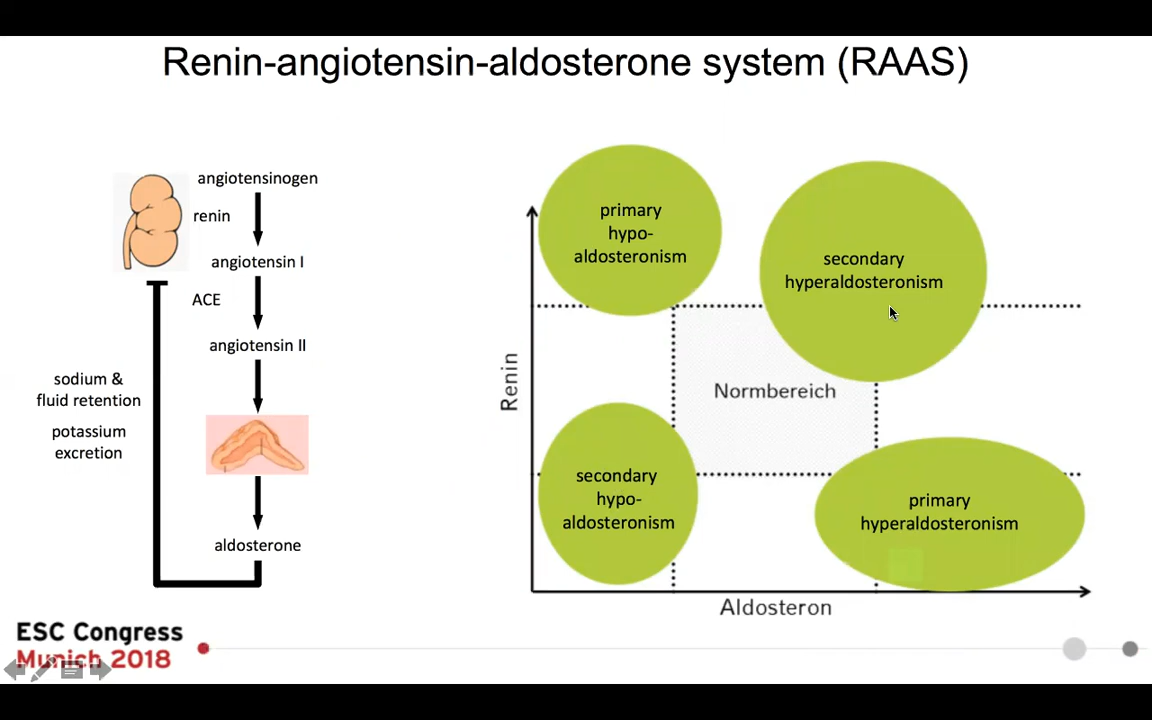 Renin-angiotensin-aldosterone system (RAAS)
angiotensinogen
renin
angiotensin I
ACE
angiotensin II
sodium &
fluid retention
potassium
excretion
aldosterone
primary
hypo-
aldosteronism
secondary
hyperaldosteronism
Renin
Normbereich
secondary
hypo-
aldosteronism
primary
hyperaldosteronism
Aldosteron
ESC Congress
Munich 2018